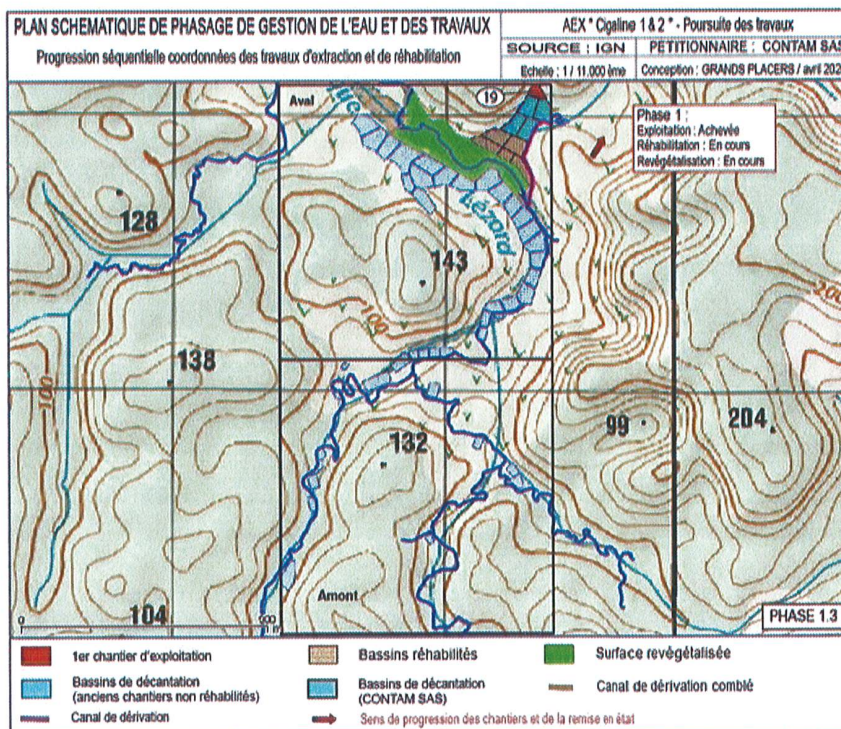 PLAN SCHEMATIQUE DE PHASAGE DE GESTION DE L'EAU ET DES TRAVAUX
Progression séquentielle coordonnées des travaux d'extraction et de réhabilitation
AEX " Cigaline 1 & 2 " - Poursuite des travaux
SOURCE : IGN
PETITIONNAIRE : CONTAM SAS
Echelle : 1 / 11.000 ème
Conception : GRANDS PLACERS / avril 202
Aval
19
Phase 1 :
Exploitation : Achevée
Réhabilitation : En cours
Revégétalisation : En cours
128
Lézard
143
100
200
138
100
132
99
204
Amont
104
0
PHASE 1.3
1er chantier d'exploitation
Bassins réhabilités
Surface revégétalisée
Bassins de décantation
(anciens chantiers non réhabilités)
Bassins de décantation
(CONTAM SAS)
Canal de dérivation comblé
Canal de dérivation
Sens de progression des chantiers et de la remise en état